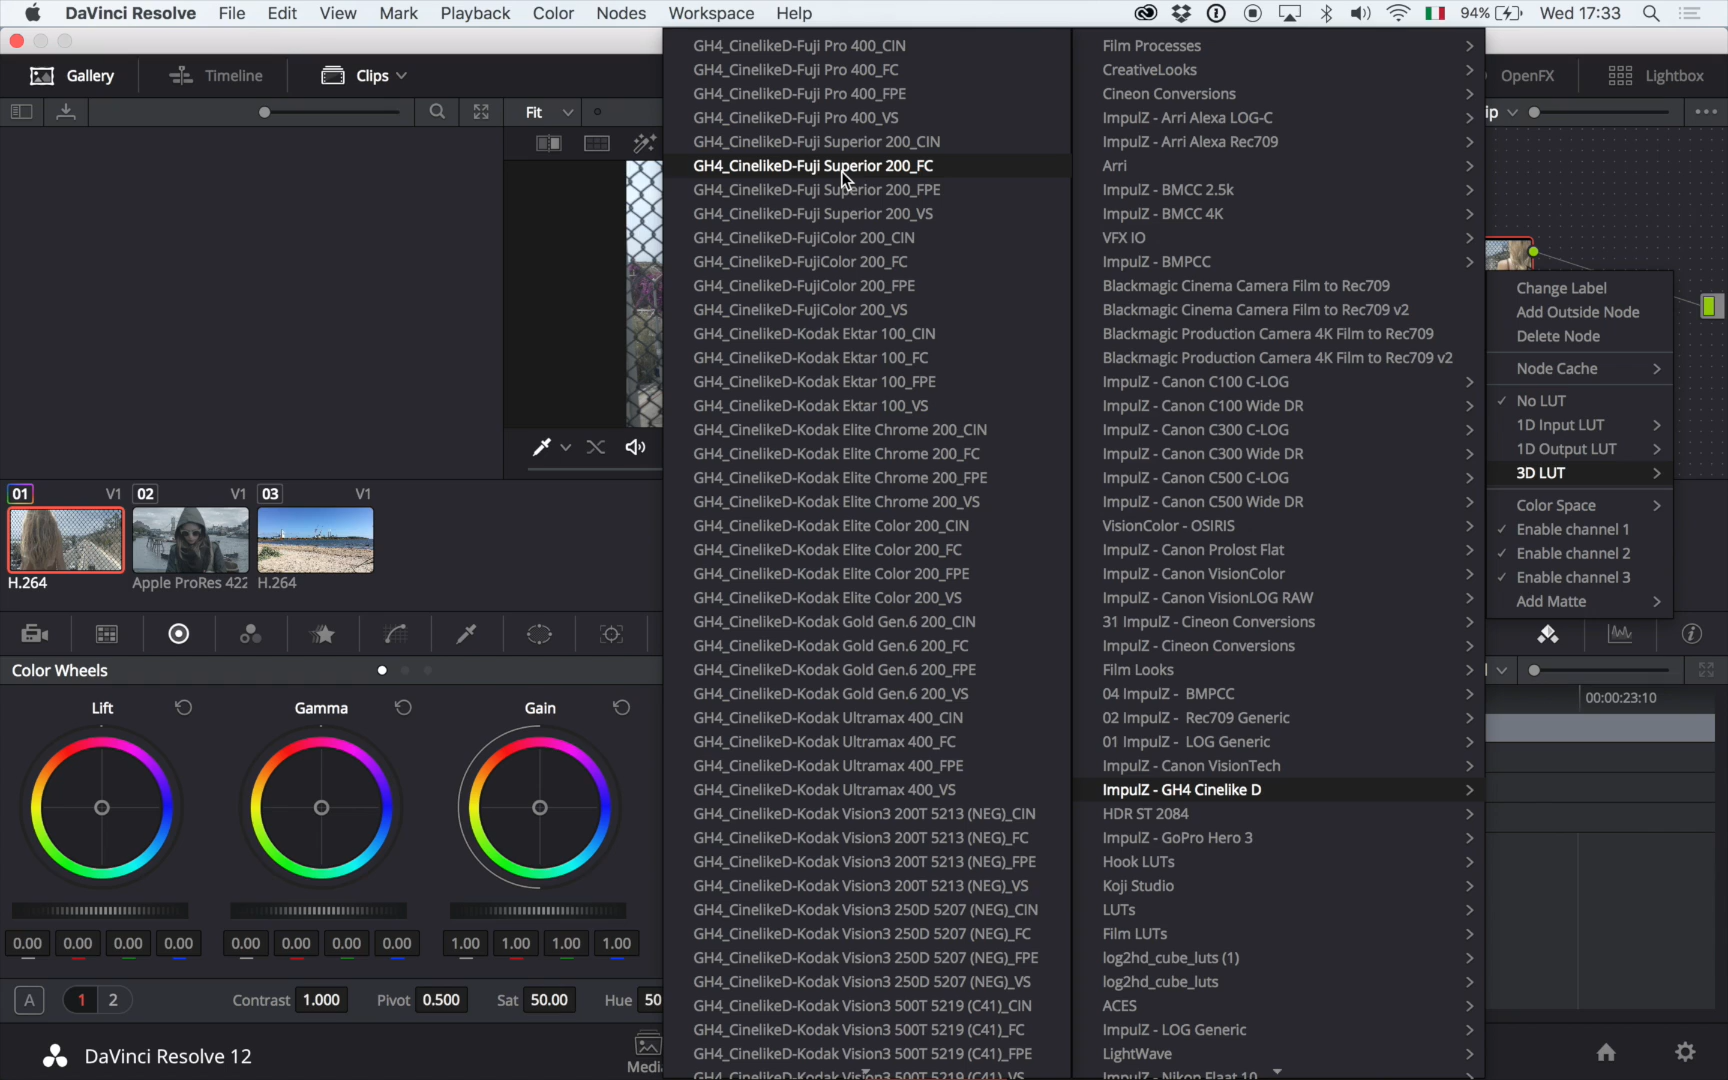 DaVinci Resolve File Edit View Mark Playback Color Nodes Workspace Help 94% Wed 17:33
Gallery Timeline Clips OpenFX Lightbox
Fit ip
01 V1 02 V1 03 V1
H.264 Apple ProRes 422 H.264
Color Wheels
Lift Gamma Gain
0.00 0.00 0.00 0.00 0.00 0.00 0.00 0.00 1.00 1.00 1.00 1.00
A 1 2 Contrast 1.000 Pivot 0.500 Sat 50.00 Hue 50
DaVinci Resolve 12
Media
GH4_CinelikeD-Fuji Pro 400_CIN
GH4_CinelikeD-Fuji Pro 400_FC
GH4_CinelikeD-Fuji Pro 400_FPE
GH4_CinelikeD-Fuji Pro 400_VS
GH4_CinelikeD-Fuji Superior 200_CIN
GH4_CinelikeD-Fuji Superior 200_FC
GH4_CinelikeD-Fuji Superior 200_FPE
GH4_CinelikeD-Fuji Superior 200_VS
GH4_CinelikeD-FujiColor 200_CIN
GH4_CinelikeD-FujiColor 200_FC
GH4_CinelikeD-FujiColor 200_FPE
GH4_CinelikeD-FujiColor 200_VS
GH4_CinelikeD-Kodak Ektar 100_CIN
GH4_CinelikeD-Kodak Ektar 100_FC
GH4_CinelikeD-Kodak Ektar 100_FPE
GH4_CinelikeD-Kodak Ektar 100_VS
GH4_CinelikeD-Kodak Elite Chrome 200_CIN
GH4_CinelikeD-Kodak Elite Chrome 200_FC
GH4_CinelikeD-Kodak Elite Chrome 200_FPE
GH4_CinelikeD-Kodak Elite Chrome 200_VS
GH4_CinelikeD-Kodak Elite Color 200_CIN
GH4_CinelikeD-Kodak Elite Color 200_FC
GH4_CinelikeD-Kodak Elite Color 200_FPE
GH4_CinelikeD-Kodak Elite Color 200_VS
GH4_CinelikeD-Kodak Gold Gen.6 200_CIN
GH4_CinelikeD-Kodak Gold Gen.6 200_FC
GH4_CinelikeD-Kodak Gold Gen.6 200_FPE
GH4_CinelikeD-Kodak Gold Gen.6 200_VS
GH4_CinelikeD-Kodak Ultramax 400_CIN
GH4_CinelikeD-Kodak Ultramax 400_FC
GH4_CinelikeD-Kodak Ultramax 400_FPE
GH4_CinelikeD-Kodak Ultramax 400_VS
GH4_CinelikeD-Kodak Vision3 200T 5213 (NEG)_CIN
GH4_CinelikeD-Kodak Vision3 200T 5213 (NEG)_FC
GH4_CinelikeD-Kodak Vision3 200T 5213 (NEG)_FPE
GH4_CinelikeD-Kodak Vision3 200T 5213 (NEG)_VS
GH4_CinelikeD-Kodak Vision3 250D 5207 (NEG)_CIN
GH4_CinelikeD-Kodak Vision3 250D 5207 (NEG)_FC
GH4_CinelikeD-Kodak Vision3 250D 5207 (NEG)_FPE
GH4_CinelikeD-Kodak Vision3 250D 5207 (NEG)_VS
GH4_CinelikeD-Kodak Vision3 500T 5219 (C41)_CIN
GH4_CinelikeD-Kodak Vision3 500T 5219 (C41)_FC
GH4_CinelikeD-Kodak Vision3 500T 5219 (C41)_FPE
GH4_CinelikeD-Kodak Vision3 500T 5219 (C41)_VS
Film Processes
CreativeLooks
Cineon Conversions
ImpulZ - Arri Alexa LOG-C
ImpulZ - Arri Alexa Rec709
Arri
ImpulZ - BMCC 2.5k
ImpulZ - BMCC 4K
VFX IO
ImpulZ - BMPCC
Blackmagic Cinema Camera Film to Rec709
Blackmagic Cinema Camera Film to Rec709 v2
Blackmagic Production Camera 4K Film to Rec709
Blackmagic Production Camera 4K Film to Rec709 v2
ImpulZ - Canon C100 C-LOG
ImpulZ - Canon C100 Wide DR
ImpulZ - Canon C300 C-LOG
ImpulZ - Canon C300 Wide DR
ImpulZ - Canon C500 C-LOG
ImpulZ - Canon C500 Wide DR
VisionColor - OSIRIS
ImpulZ - Canon Prolost Flat
ImpulZ - Canon VisionColor
ImpulZ - Canon VisionLOG RAW
31 ImpulZ - Cineon Conversions
ImpulZ - Cineon Conversions
Film Looks
04 ImpulZ - BMPCC
02 ImpulZ - Rec709 Generic
01 ImpulZ - LOG Generic
ImpulZ - Canon VisionTech
ImpulZ - GH4 Cinelike D
HDR ST 2084
ImpulZ - GoPro Hero 3
Hook LUTs
Koji Studio
LUTs
Film LUTs
log2hd_cube_luts (1)
log2hd_cube_luts
ACES
ImpulZ - LOG Generic
LightWave
ImpulZ - Nikon Flaat 10
Change Label
Add Outside Node
Delete Node
Node Cache
No LUT
1D Input LUT
1D Output LUT
3D LUT
Color Space
Enable channel 1
Enable channel 2
Enable channel 3
Add Matte
00:00:23:10